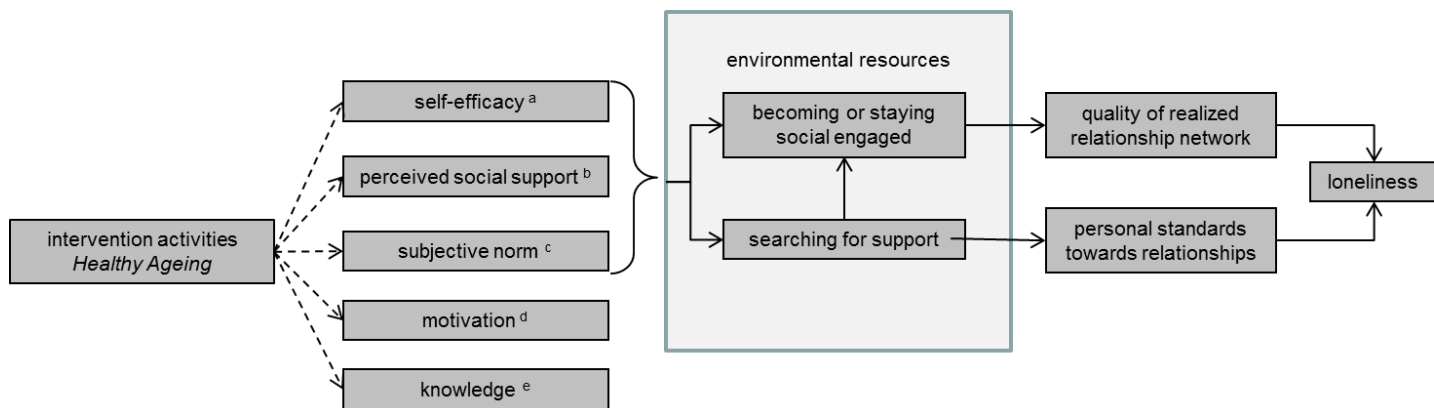 intervention activities
Healthy Ageing
self-efficacy a
perceived social support b
subjective norm c
motivation d
knowledge e
environmental resources
becoming or staying
social engaged
searching for support
quality of realized
relationship network
personal standards
towards relationships
loneliness